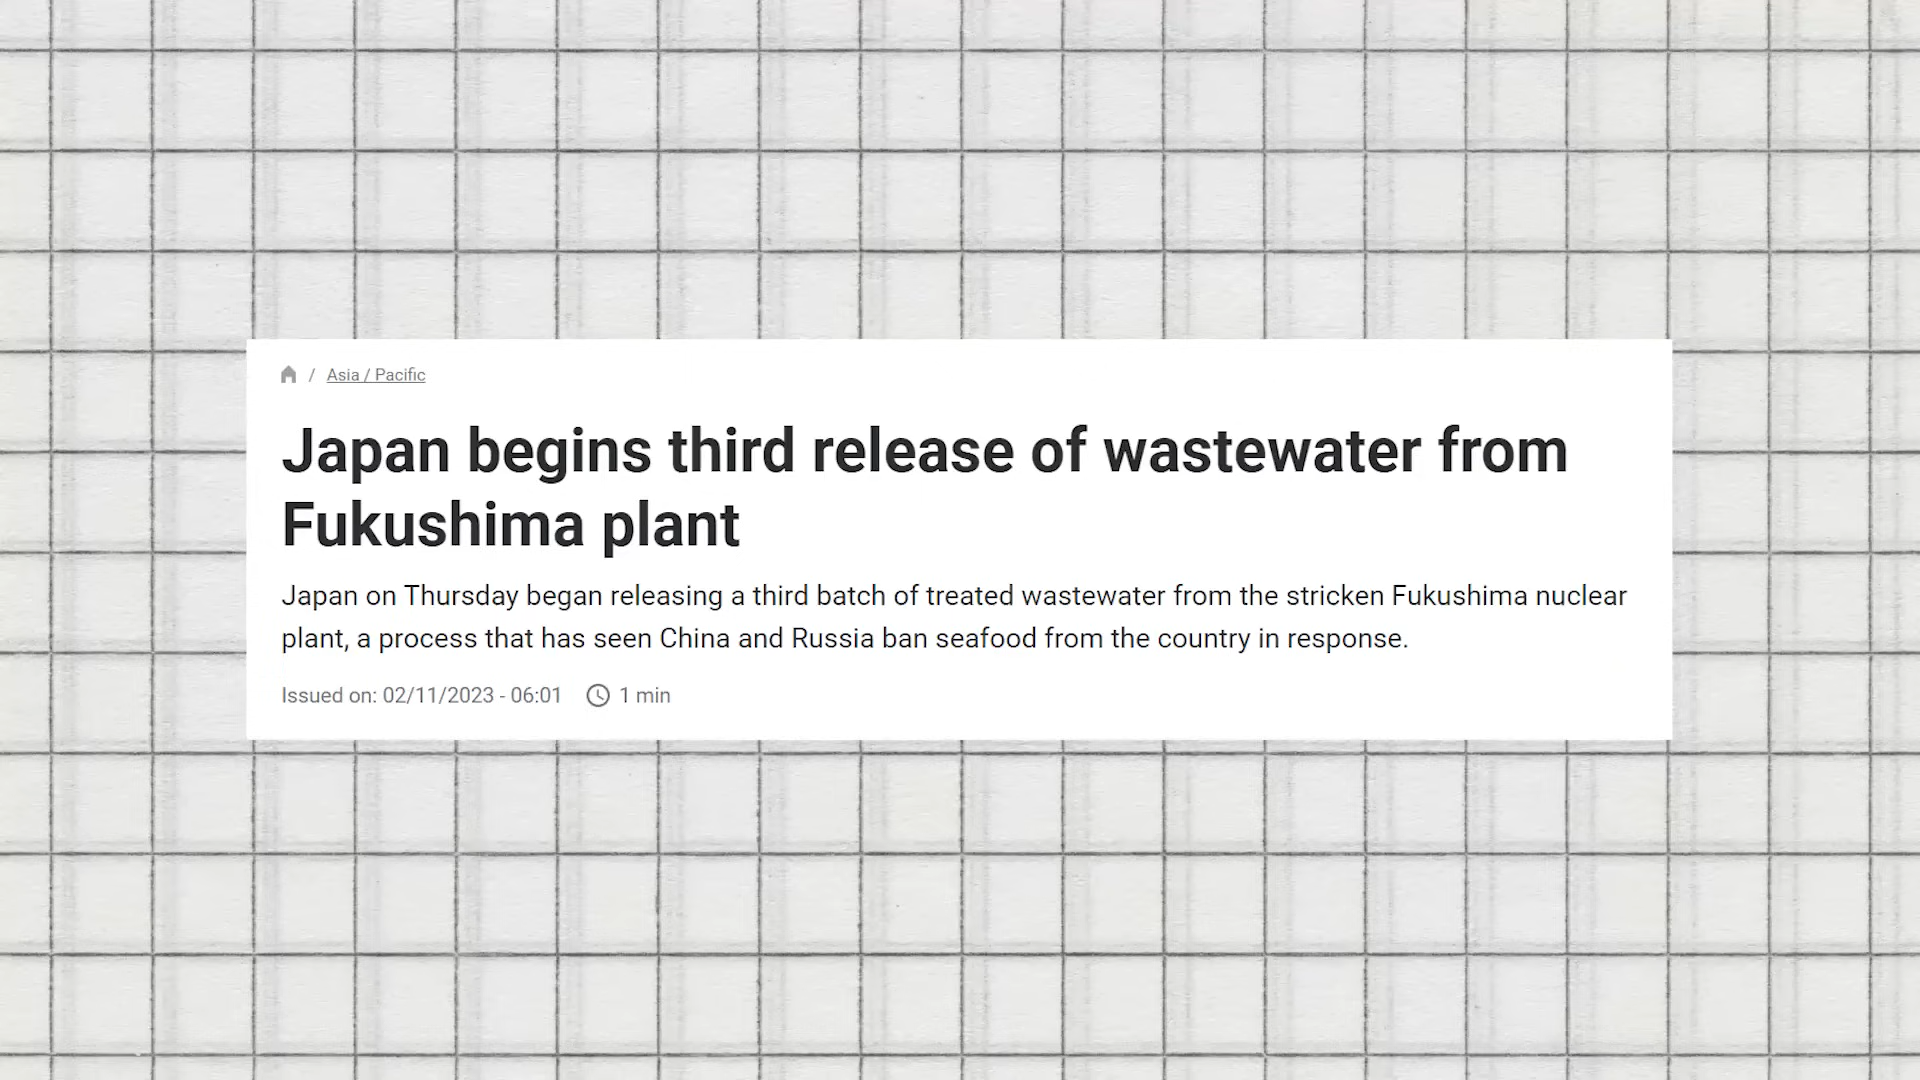 / Asia / Pacific
Japan begins third release of wastewater from
Fukushima plant
Japan on Thursday began releasing a third batch of treated wastewater from the stricken Fukushima nuclear
plant, a process that has seen China and Russia ban seafood from the country in response.
Issued on: 02/11/2023 - 06:01 1 min